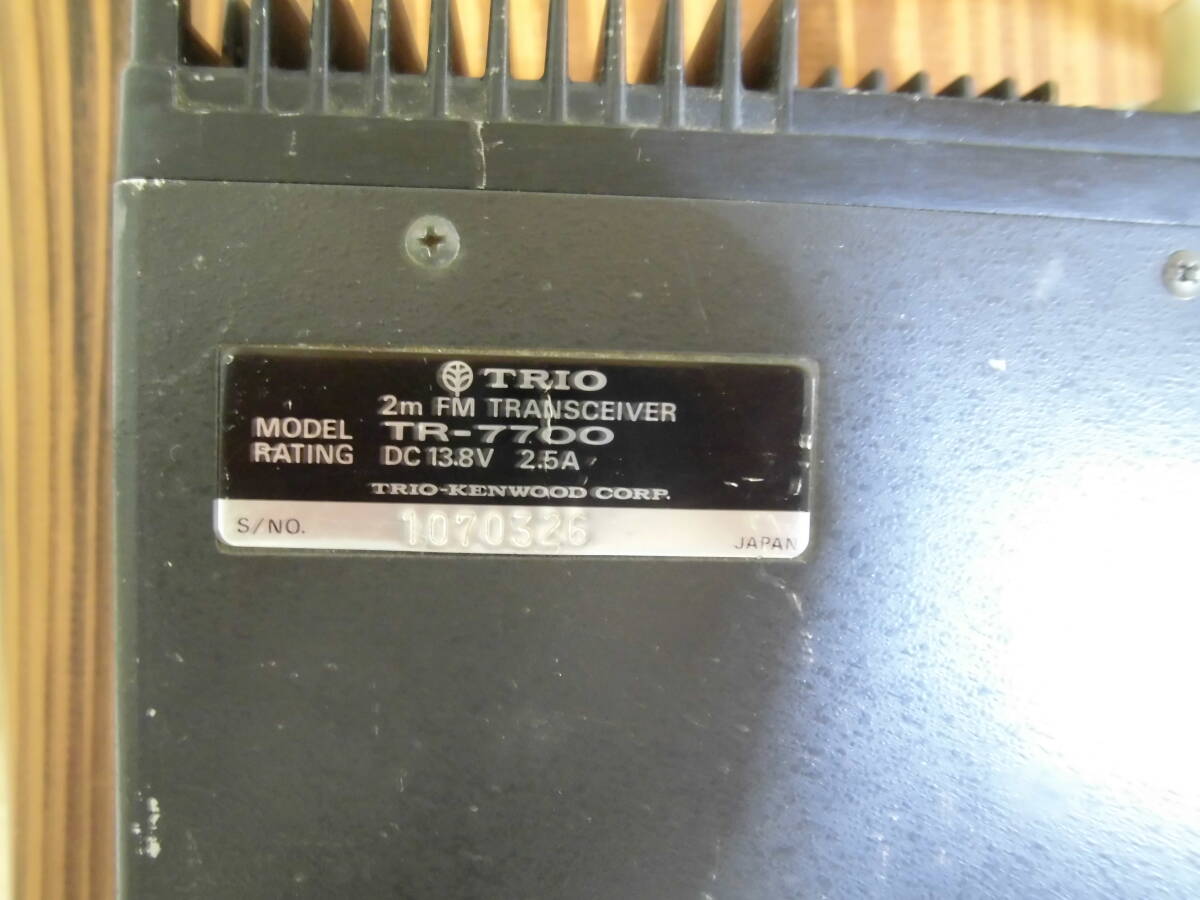 TRIO
2m FM TRANSCEIVER
MODEL TR-7700
RATING DC 13.8V 2.5A
TRIO-KENWOOD CORP.
S/NO. 1070326
JAPAN